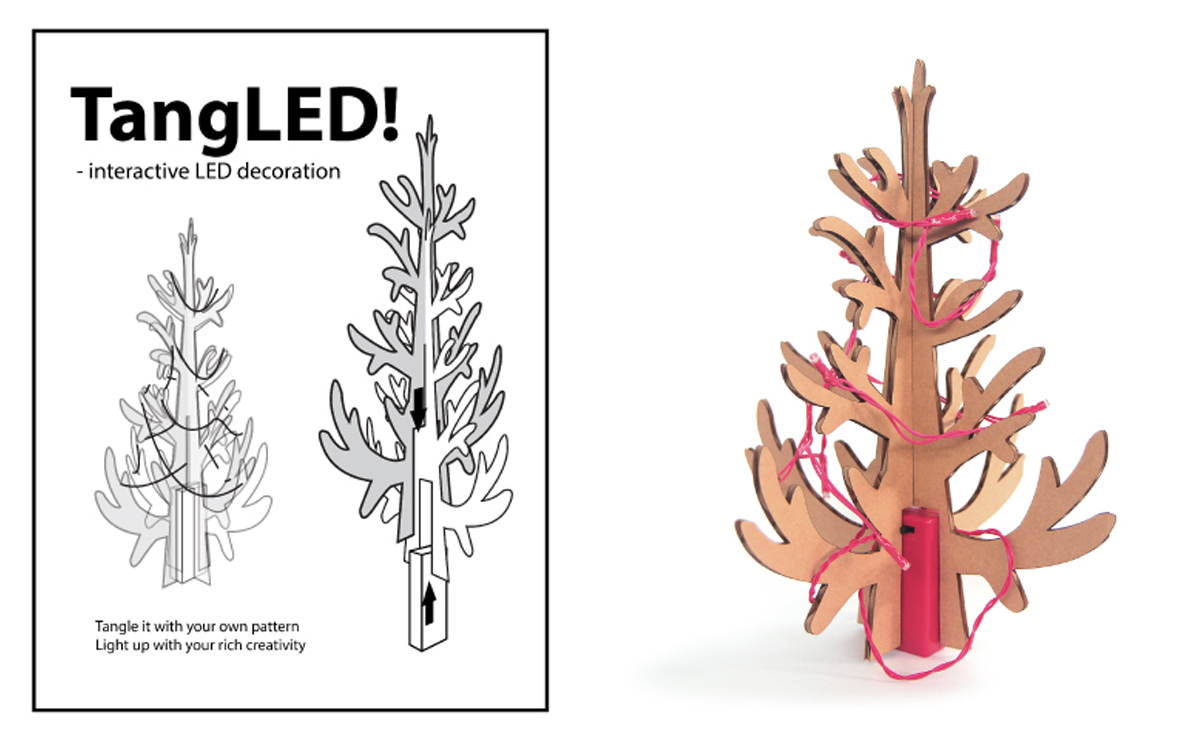 TangLED!
- interactive LED decoration
Tangle it with your own pattern
Light up with your rich creativity